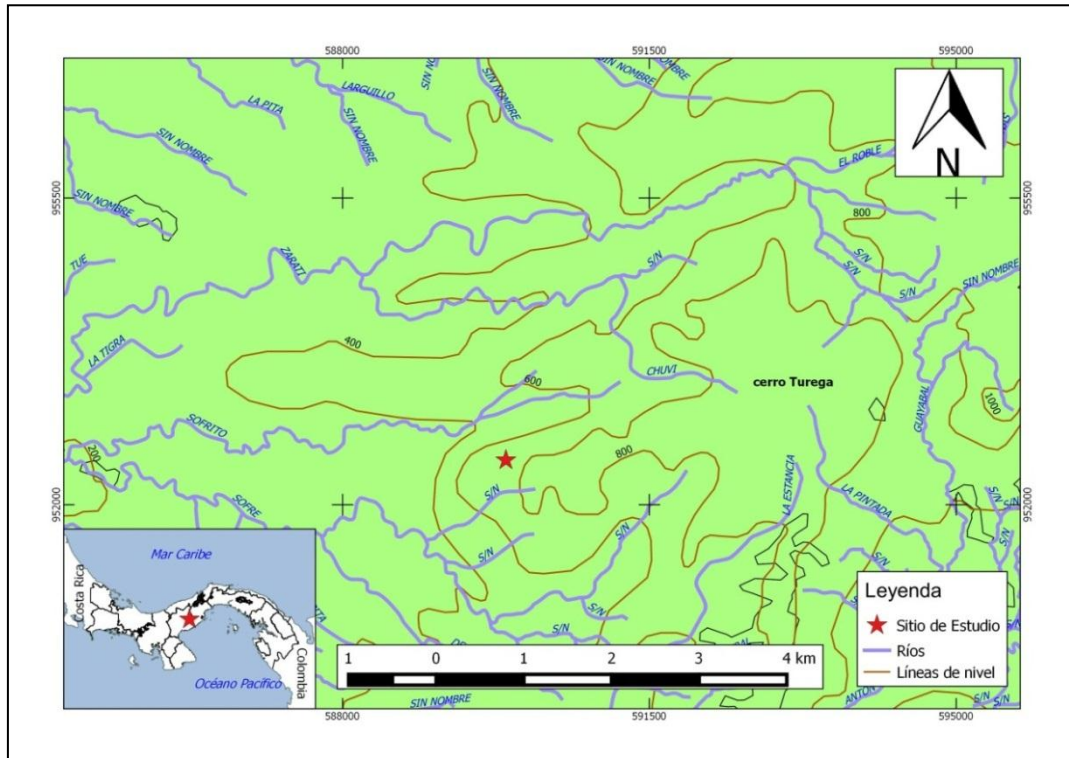 588000
591500
595000
SIN NOMBRE
LARGUILLO
LA PITA
SIN NOMBRE
SIN NOMBRE
SIN NOMBRE
SIN NOMBRE
EL ROBLE
N
955500
955500
SIN NOMBRE
800
ZARATI
TUE
S/N
S/N
S/N
SIN NOMBRE
400
LA TIGRA
CHUVI
600
cerro Turega
GUAYABAL
1000
SOFRITO
200
800
S/N
LA ESTANCIA
LA PINTADA
S/N
952000
952000
SOFRE
S/N
S/N
S/N
S/N
S/N
Mar Caribe
Costa Rica
Colombia
Océano Pacífico
Leyenda
Sitio de Estudio
Ríos
Líneas de nivel
1 0 1 2 3 4 km
SIN NOMBRE
ANTON
S/N
S/N
588000
591500
595000